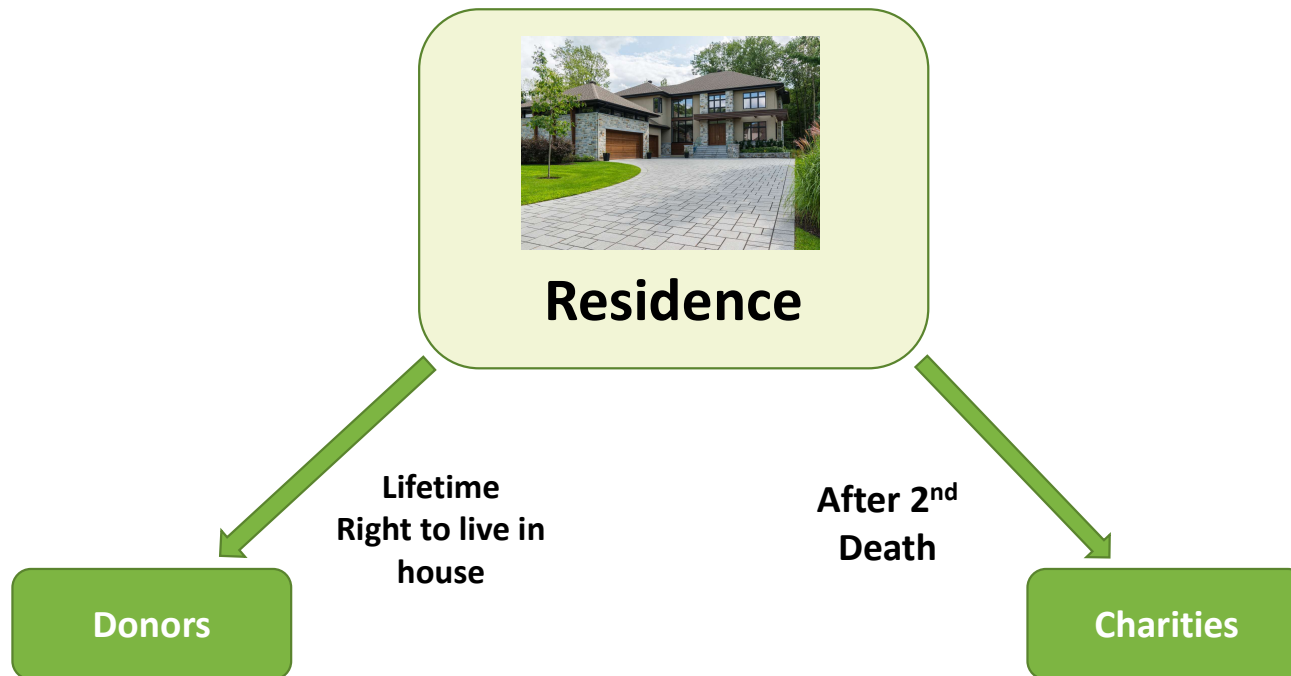 Residence
Lifetime
Right to live in
house
After 2nd
Death
Donors
Charities